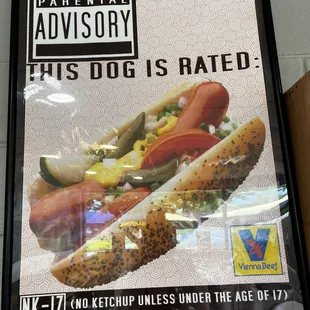 PARENTAL
ADVISORY
THIS DOG IS RATED:
Vienna Beef
NK-17 (NO KETCHUP UNLESS UNDER THE AGE OF 17)